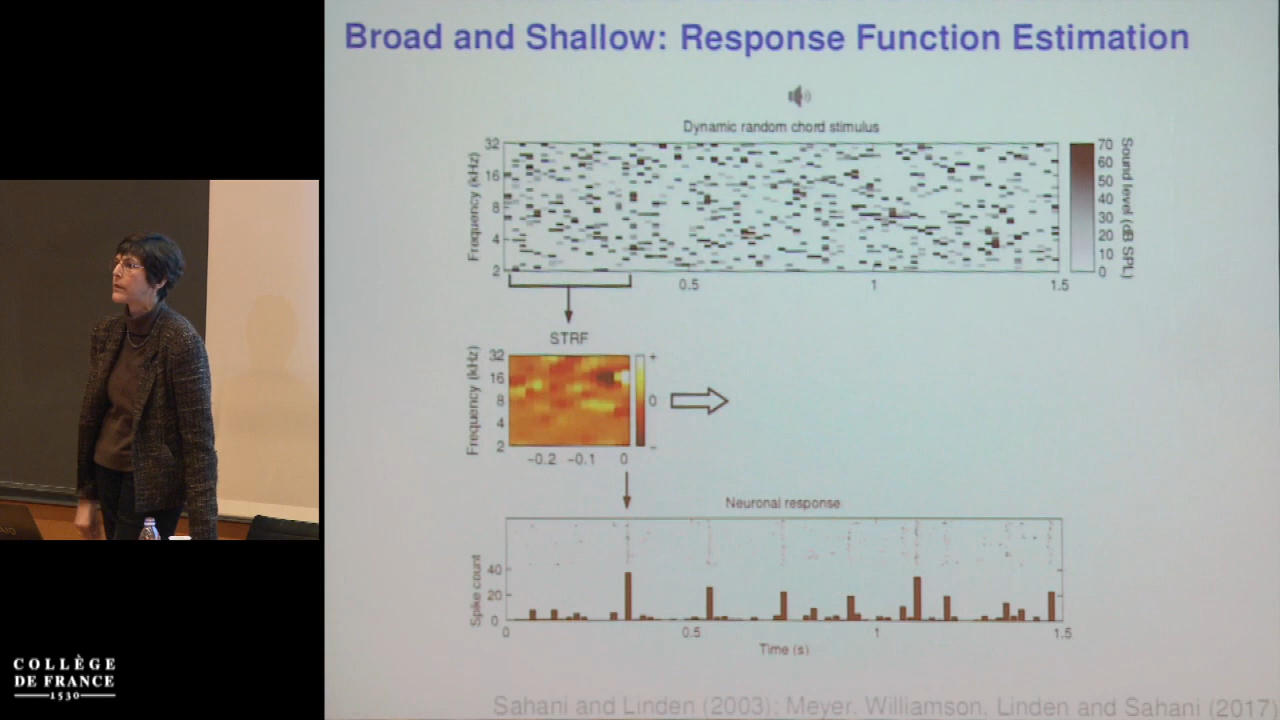 Broad and Shallow: Response Function Estimation
Dynamic random chord stimulus
Frequency (kHz)
32
16
8
4
2
0.5
1
1.5
70
60
50
40
30
20
10
0
Sound level (dB SPL)
STRF
Frequency (kHz)
32
16
8
4
2
−0.2
−0.1
0
+
0
−
Neuronal response
Spike count
40
20
0
0
0.5
1
1.5
Time (s)
Sahani and Linden (2003); Meyer, Williamson, Linden and Sahani (2017)
COLLÈGE
DE FRANCE
1530